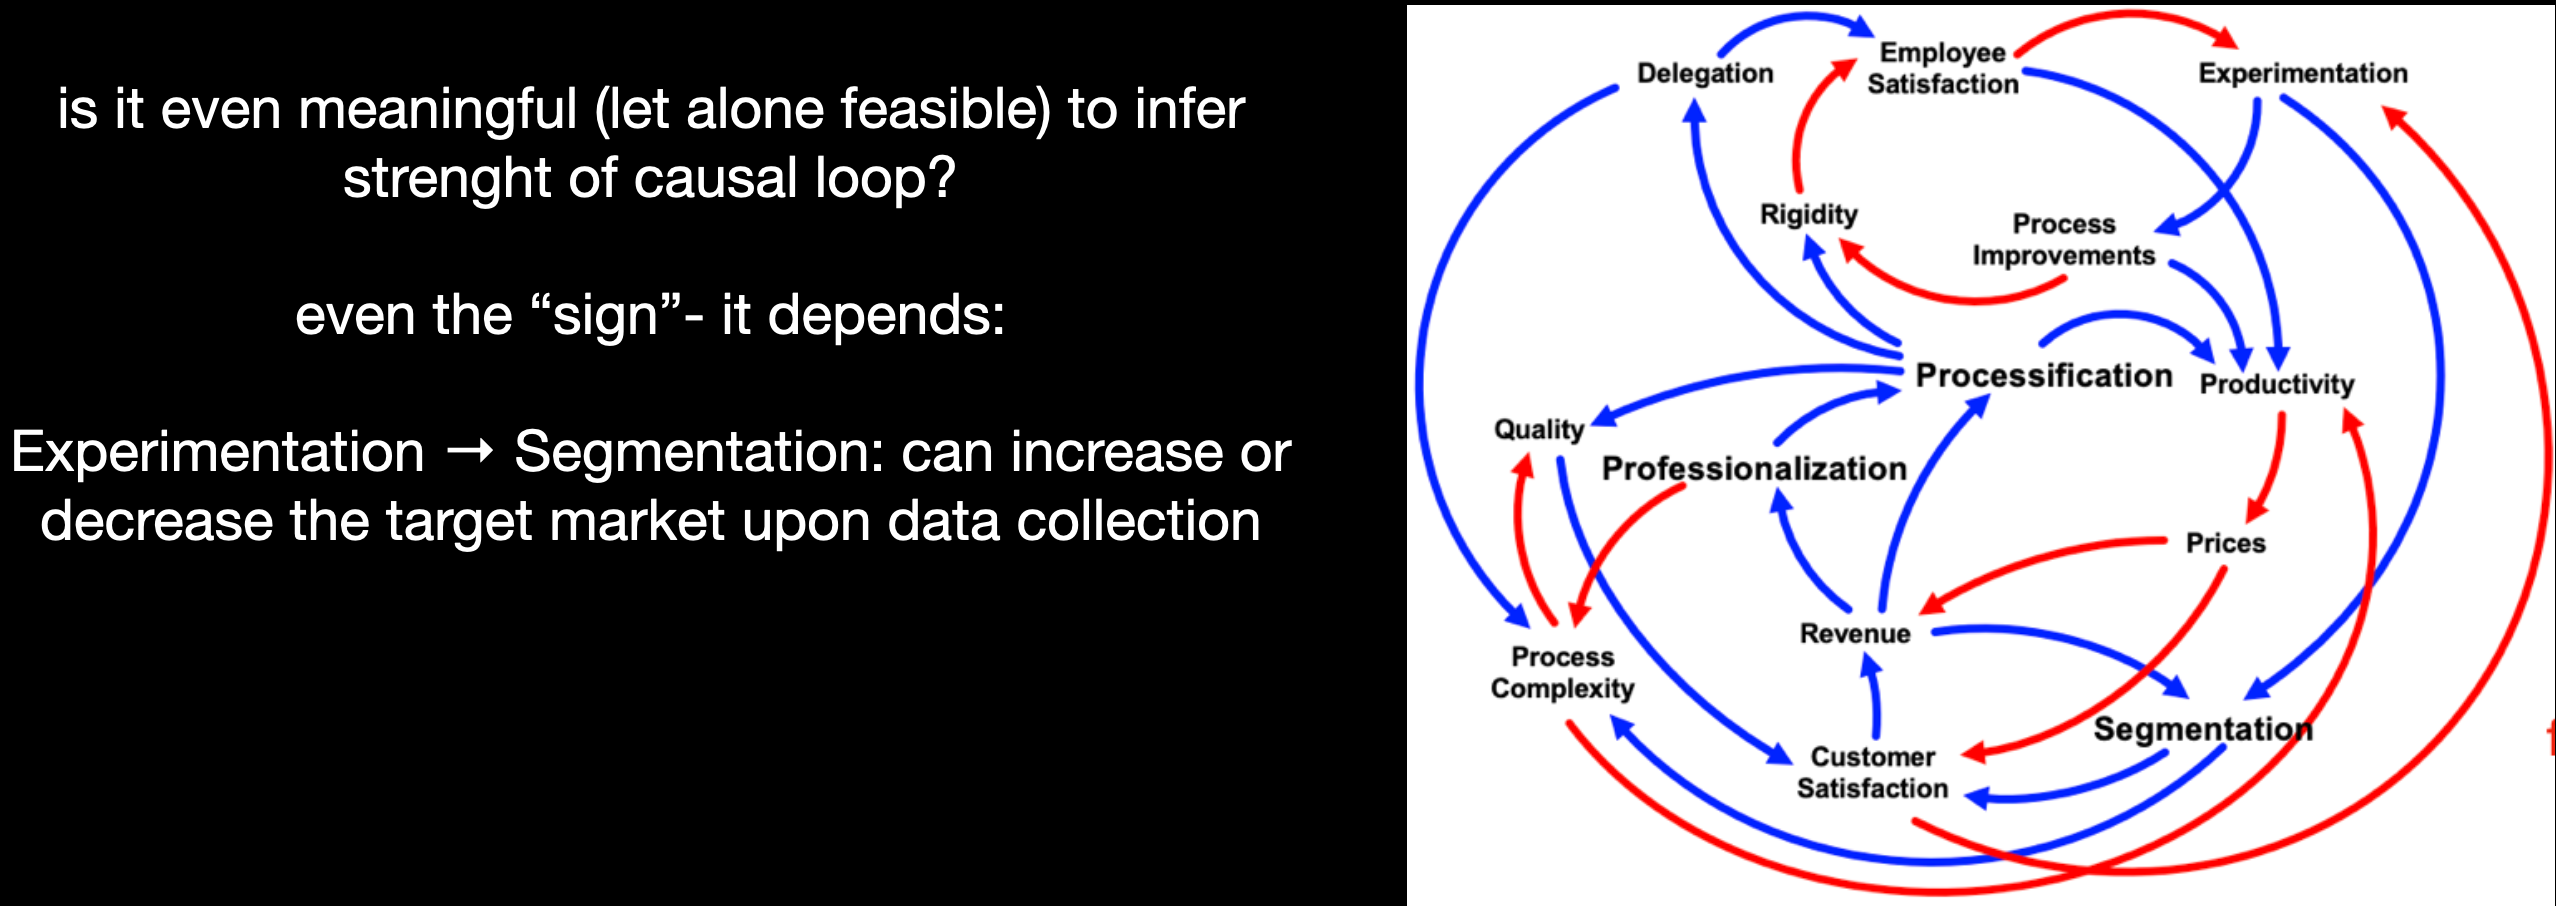 is it even meaningful (let alone feasible) to infer
strenght of causal loop?
even the “sign”- it depends:
Experimentation → Segmentation: can increase or
decrease the target market upon data collection
Delegation
Employee
Satisfaction
Experimentation
Rigidity
Process
Improvements
Processification
Productivity
Quality
Professionalization
Prices
Revenue
Process
Complexity
Segmentation
Customer
Satisfaction